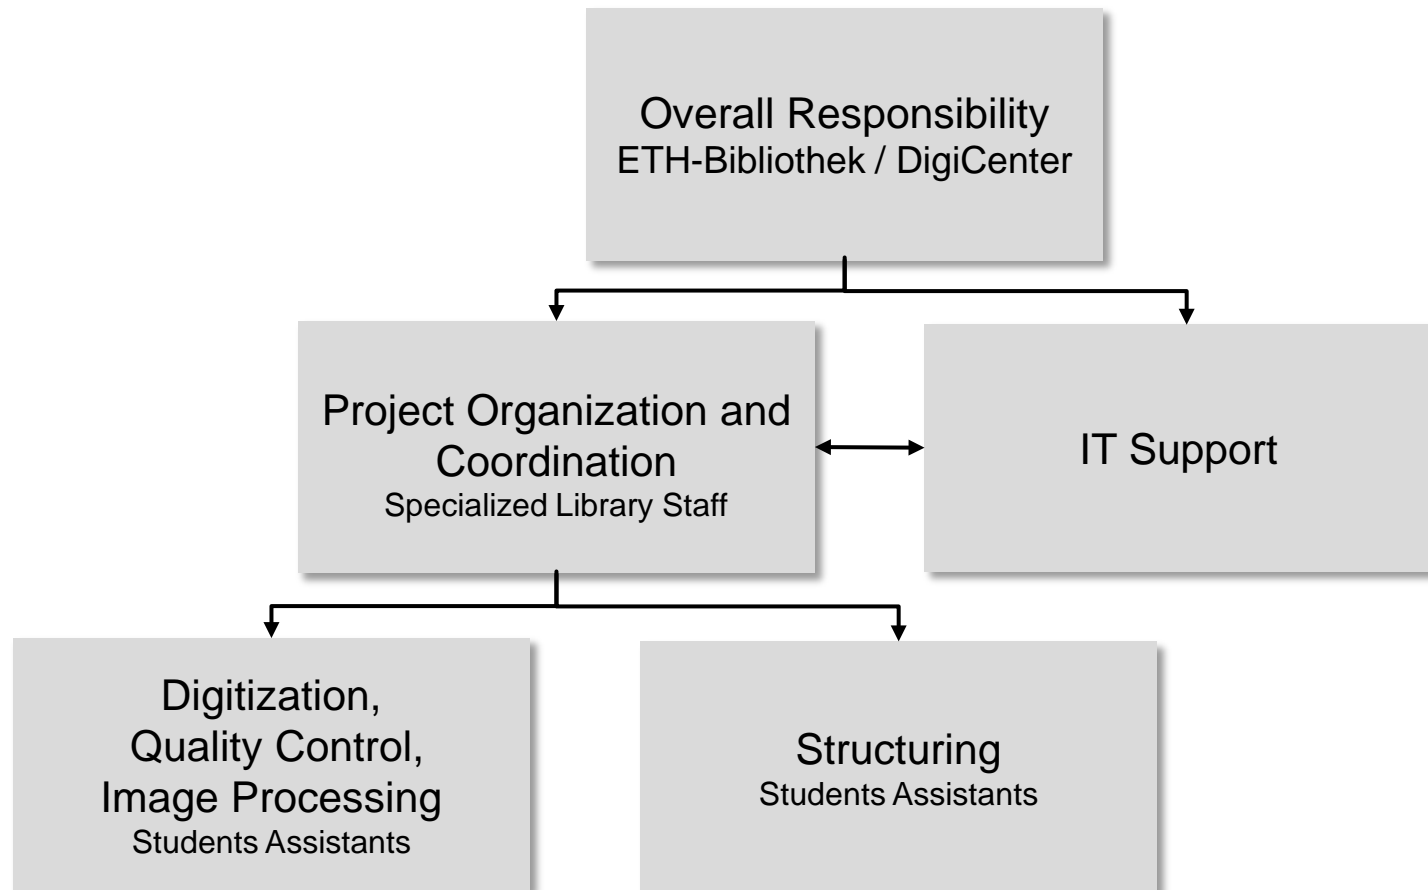 Overall Responsibility
ETH-Bibliothek / DigiCenter
Project Organization and
Coordination
Specialized Library Staff
IT Support
Digitization,
Quality Control,
Image Processing
Students Assistants
Structuring
Students Assistants